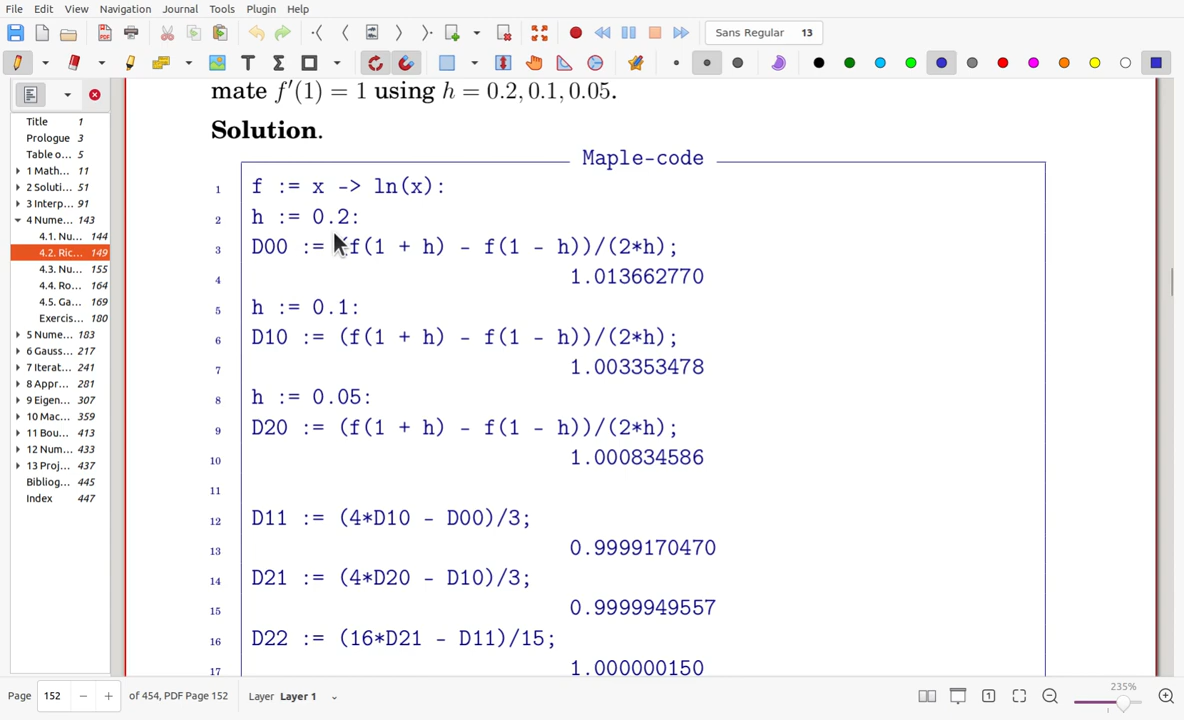 File Edit View Navigation Journal Tools Plugin Help
Sans Regular 13
Title 1
Prologue 3
Table o... 5
1 Math... 11
2 Soluti... 51
3 Interp... 91
4 Nume... 143
4.1. Nu... 144
4.2. Ric... 149
4.3. Nu... 155
4.4. Ro... 164
4.5. Ga... 169
Exercis... 180
5 Nume... 183
6 Gauss... 217
7 Iterat... 241
8 Appr... 281
9 Eigen... 307
10 Mac... 359
11 Bou... 413
12 Num... 433
13 Proj... 437
Bibliog... 445
Index 447
mate f′(1) = 1 using h = 0.2, 0.1, 0.05.
Solution.
Maple-code
1 f := x -> ln(x):
2 h := 0.2:
3 D00 := (f(1 + h) - f(1 - h))/(2*h);
4 1.013662770
5 h := 0.1:
6 D10 := (f(1 + h) - f(1 - h))/(2*h);
7 1.003353478
8 h := 0.05:
9 D20 := (f(1 + h) - f(1 - h))/(2*h);
10 1.000834586
11
12 D11 := (4*D10 - D00)/3;
13 0.9999170470
14 D21 := (4*D20 - D10)/3;
15 0.9999949557
16 D22 := (16*D21 - D11)/15;
17 1.000000150
Page 152 of 454, PDF Page 152 Layer Layer 1 235%